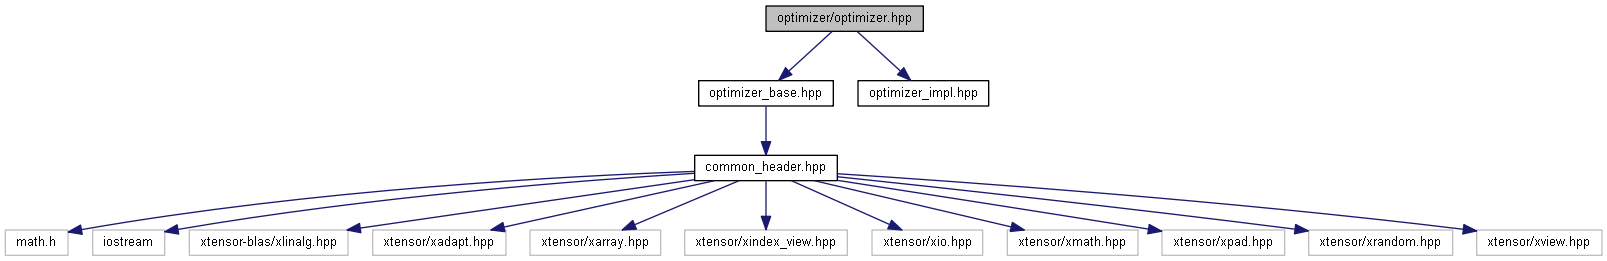 optimizer/optimizer.hpp
optimizer_base.hpp
optimizer_impl.hpp
common_header.hpp
math.h
iostream
xtensor-blas/xlinalg.hpp
xtensor/xadapt.hpp
xtensor/xarray.hpp
xtensor/xindex_view.hpp
xtensor/xio.hpp
xtensor/xmath.hpp
xtensor/xpad.hpp
xtensor/xrandom.hpp
xtensor/xview.hpp